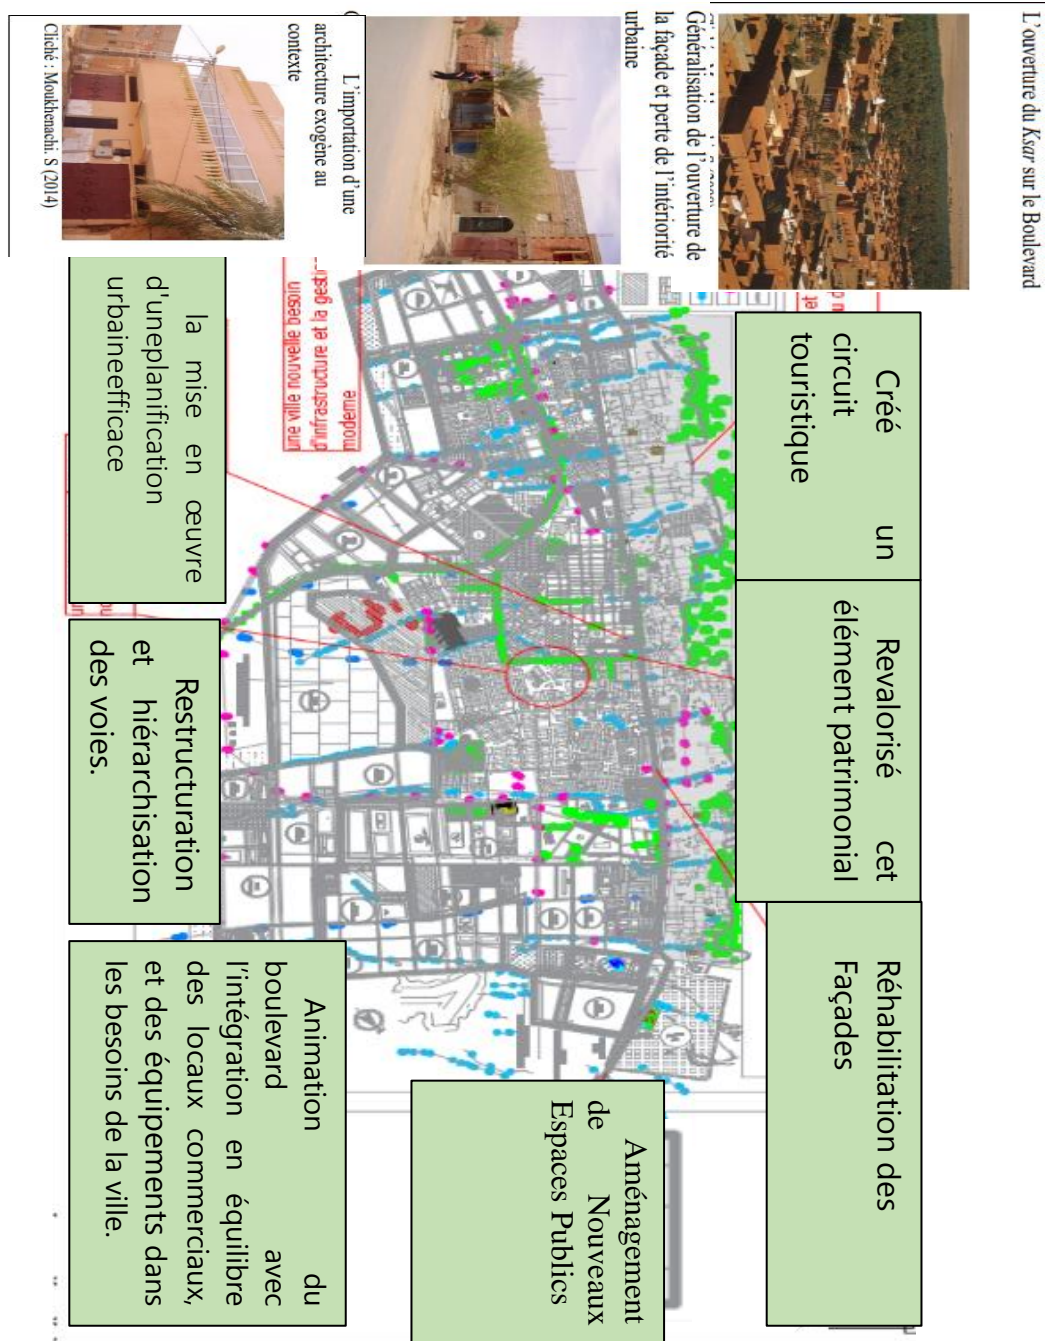 L'ouverture du Ksar sur le Boulevard
Généralisation de l'ouverture de
la façade et perte de l'intériorité
urbaine
L'importation d'une
architecture exogène au
contexte
Cliché : Moukhenachi. S (2014)
Créé un
circuit
touristique
Revalorisé cet
élément patrimonial
Réhabilitation des
Façades
la mise en œuvre
d'uneplanification
urbaineefficace
Restructuration
et hiérarchisation
des voies.
Animation du
boulevard avec
l'intégration en équilibre
des locaux commerciaux,
et des équipements dans
les besoins de la ville.
Aménagement
de Nouveaux
Espaces Publics
moderne
d'infrastructure et la gesti
une ville nouvelle besoin